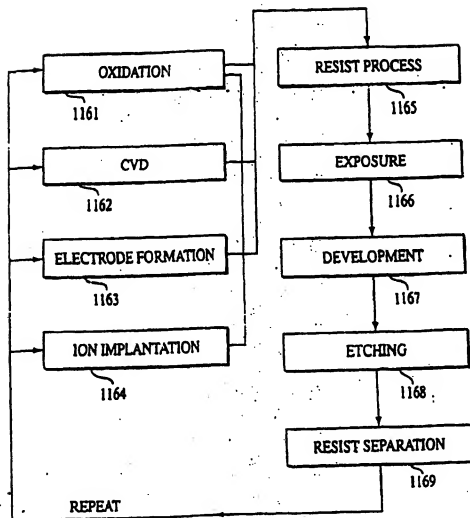 OXIDATION
1161
CVD
1162
ELECTRODE FORMATION
1163
ION IMPLANTATION
1164
RESIST PROCESS
1165
EXPOSURE
1166
DEVELOPMENT
1167
ETCHING
1168
RESIST SEPARATION
1169
REPEAT